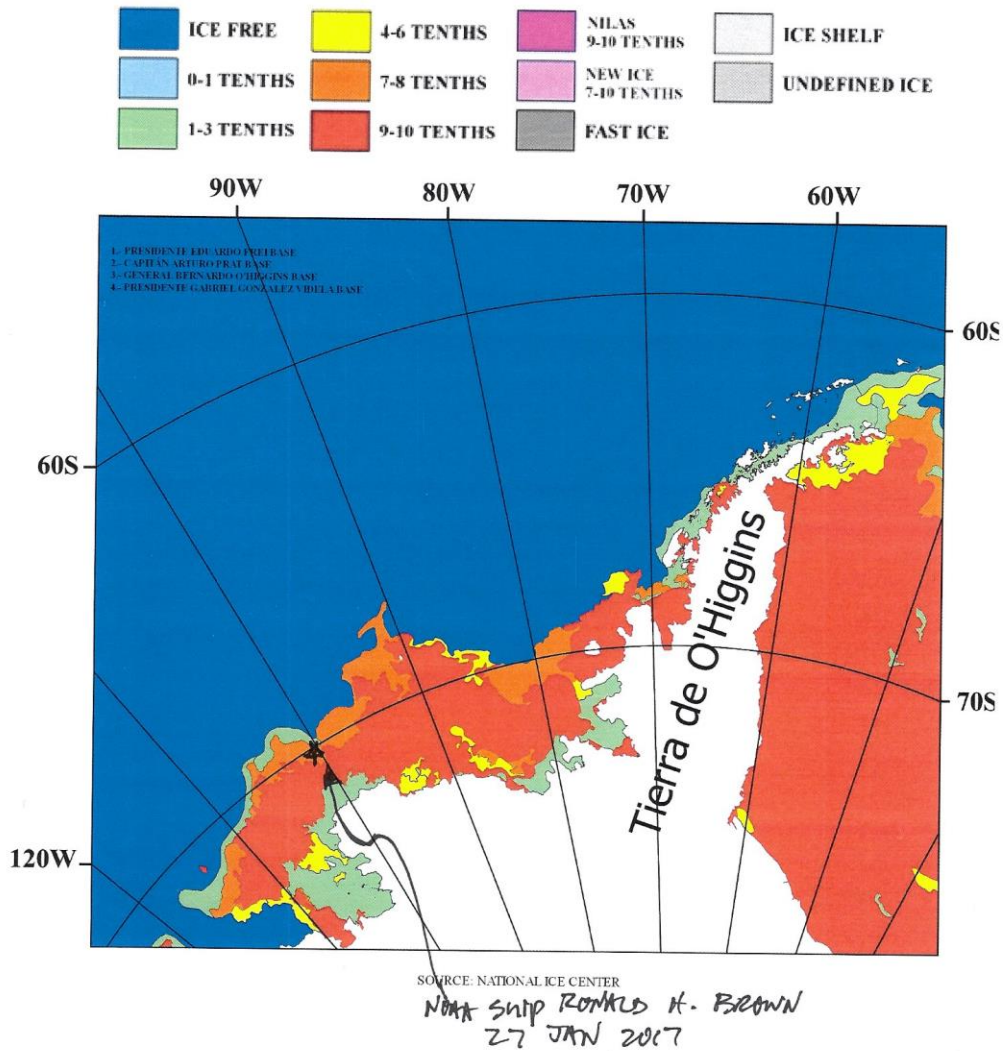 ICE FREE
4-6 TENTHS
NILAS
9-10 TENTHS
ICE SHELF
0-1 TENTHS
7-8 TENTHS
NEW ICE
7-10 TENTHS
UNDEFINED ICE
1-3 TENTHS
9-10 TENTHS
FAST ICE
90W
80W
70W
60W
1.- PRESIDENTE EDUARDO FREI BASE
2.- CAPITÁN ARTURO PRAT BASE
3.- GENERAL BERNARDO O'HIGGINS BASE
4.- PRESIDENTE GABRIEL GONZALEZ VIDELA BASE
60S
60S
70S
Tierra de O'Higgins
120W
SOURCE: NATIONAL ICE CENTER
NOAA SHIP RONALD H. BROWN
27 JAN 2017